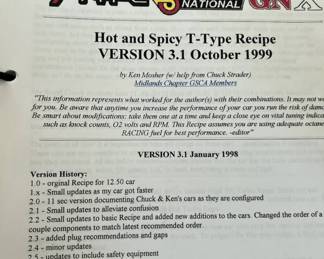 NATIONAL GNX
Hot and Spicy T-Type Recipe
VERSION 3.1 October 1999
by Ken Mosher (w/ help from Chuck Strader)
Midlands Chapter GSCA Members
"This information represents what worked for the author(s) with their combinations. It may not wo
for you. Be aware that anytime you increase the performance of your car you run the risk of dama
Be smart about modifications: take them one at a time and keep a close eye on vital tuning indica
such as knock counts, O2 volts and RPM. This Recipe assumes you are using adequate octane
RACING fuel for best performance. -editor"
VERSION 3.1 January 1998
Version History:
1.0 - orginal Recipe for 12.50 car
1.x - Small updates as my car got faster
2.0 - 11 sec version documenting Chuck & Ken's cars as they are configured
2.1 - Small updates to alleviate confusion
2.2 - Small updates to basic Recipe and added new additions to the cars. Changed the order of a
couple components to match latest recommended order.
2.3 - added plug recommendations and gaps
2.4 - minor updates
2.5 - updates to include safety equipment